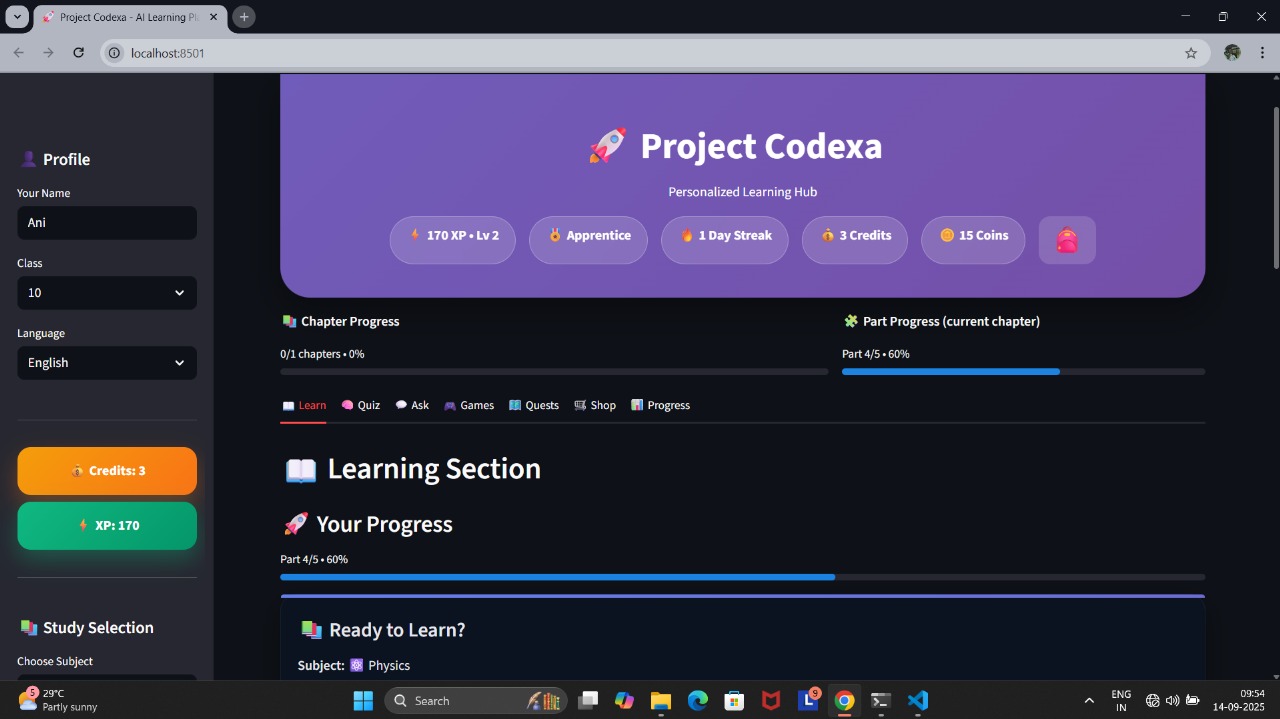 Project Codexa - AI Learning Pl
localhost:8501
Profile
Your Name
Ani
Class
10
Language
English
Credits: 3
XP: 170
Study Selection
Choose Subject
Project Codexa
Personalized Learning Hub
170 XP • Lv 2
Apprentice
1 Day Streak
3 Credits
15 Coins
Chapter Progress
0/1 chapters • 0%
Part Progress (current chapter)
Part 4/5 • 60%
Learn Quiz Ask Games Quests Shop Progress
Learning Section
Your Progress
Part 4/5 • 60%
Ready to Learn?
Subject: Physics
5
29°C
Partly sunny
Search
L 9
ENG
IN
09:54
14-09-2025